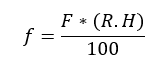 f = F * (R.H) / 100